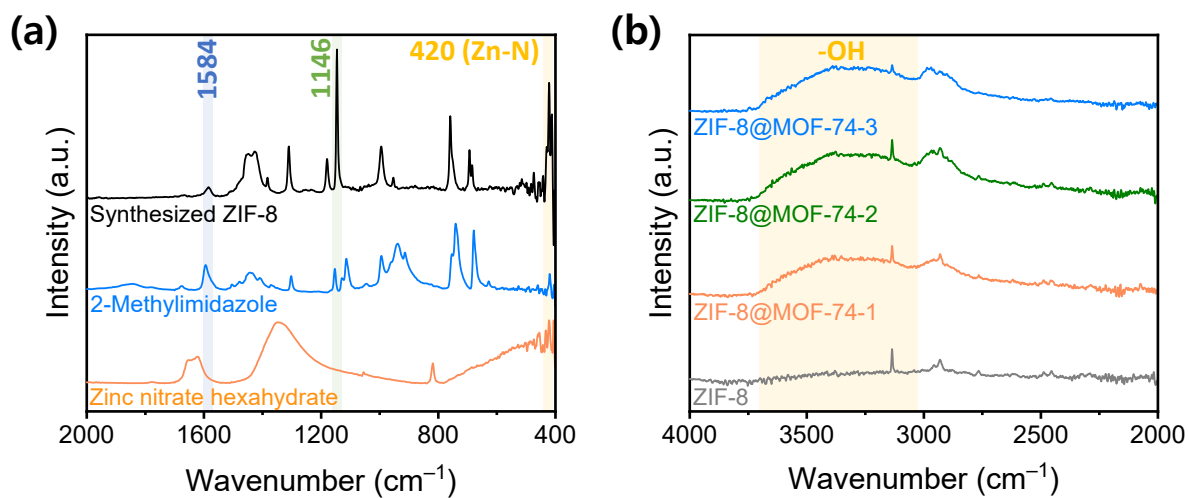 (a)
1584
1146
420 (Zn-N)
Synthesized ZIF-8
2-Methylimidazole
Zinc nitrate hexahydrate
Intensity (a.u.)
2000 1600 1200 800 400
Wavenumber (cm⁻¹)
(b)
-OH
ZIF-8@MOF-74-3
ZIF-8@MOF-74-2
ZIF-8@MOF-74-1
ZIF-8
Intensity (a.u.)
4000 3500 3000 2500 2000
Wavenumber (cm⁻¹)